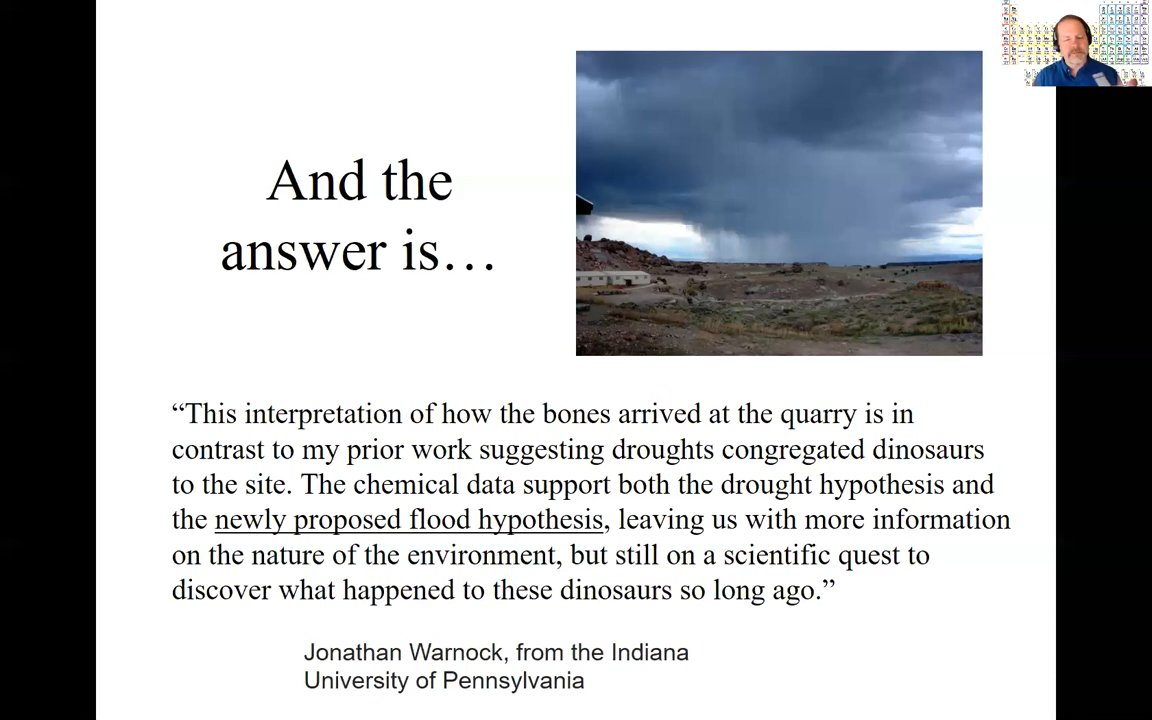 And the
answer is…
“This interpretation of how the bones arrived at the quarry is in
contrast to my prior work suggesting droughts congregated dinosaurs
to the site. The chemical data support both the drought hypothesis and
the newly proposed flood hypothesis, leaving us with more information
on the nature of the environment, but still on a scientific quest to
discover what happened to these dinosaurs so long ago.”
Jonathan Warnock, from the Indiana
University of Pennsylvania